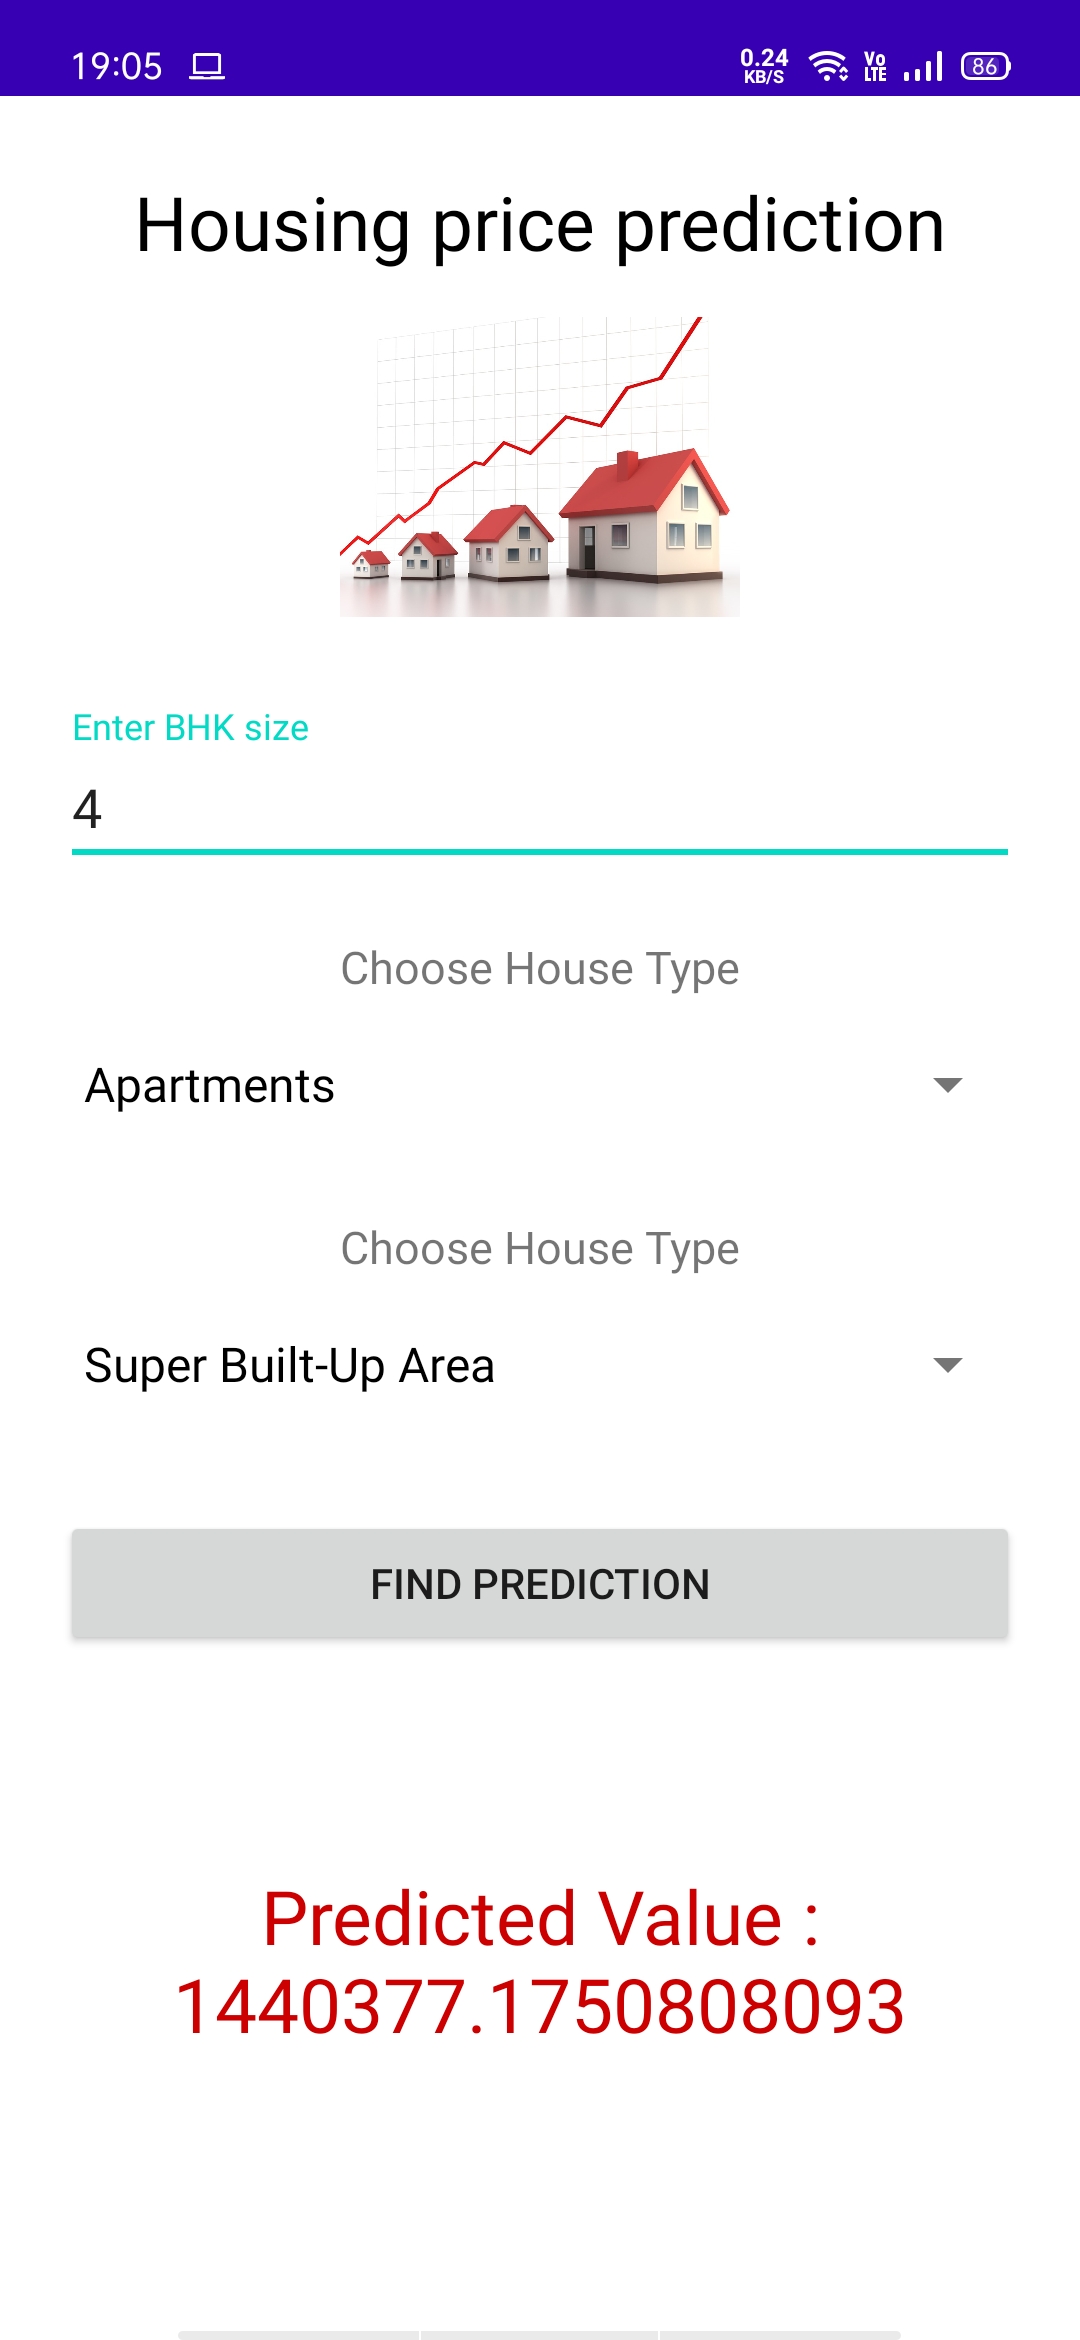 19:05
0.24
KB/S
Vo
LTE
86
Housing price prediction
Enter BHK size
4
Choose House Type
Apartments
Choose House Type
Super Built-Up Area
FIND PREDICTION
Predicted Value :
1440377.1750808093